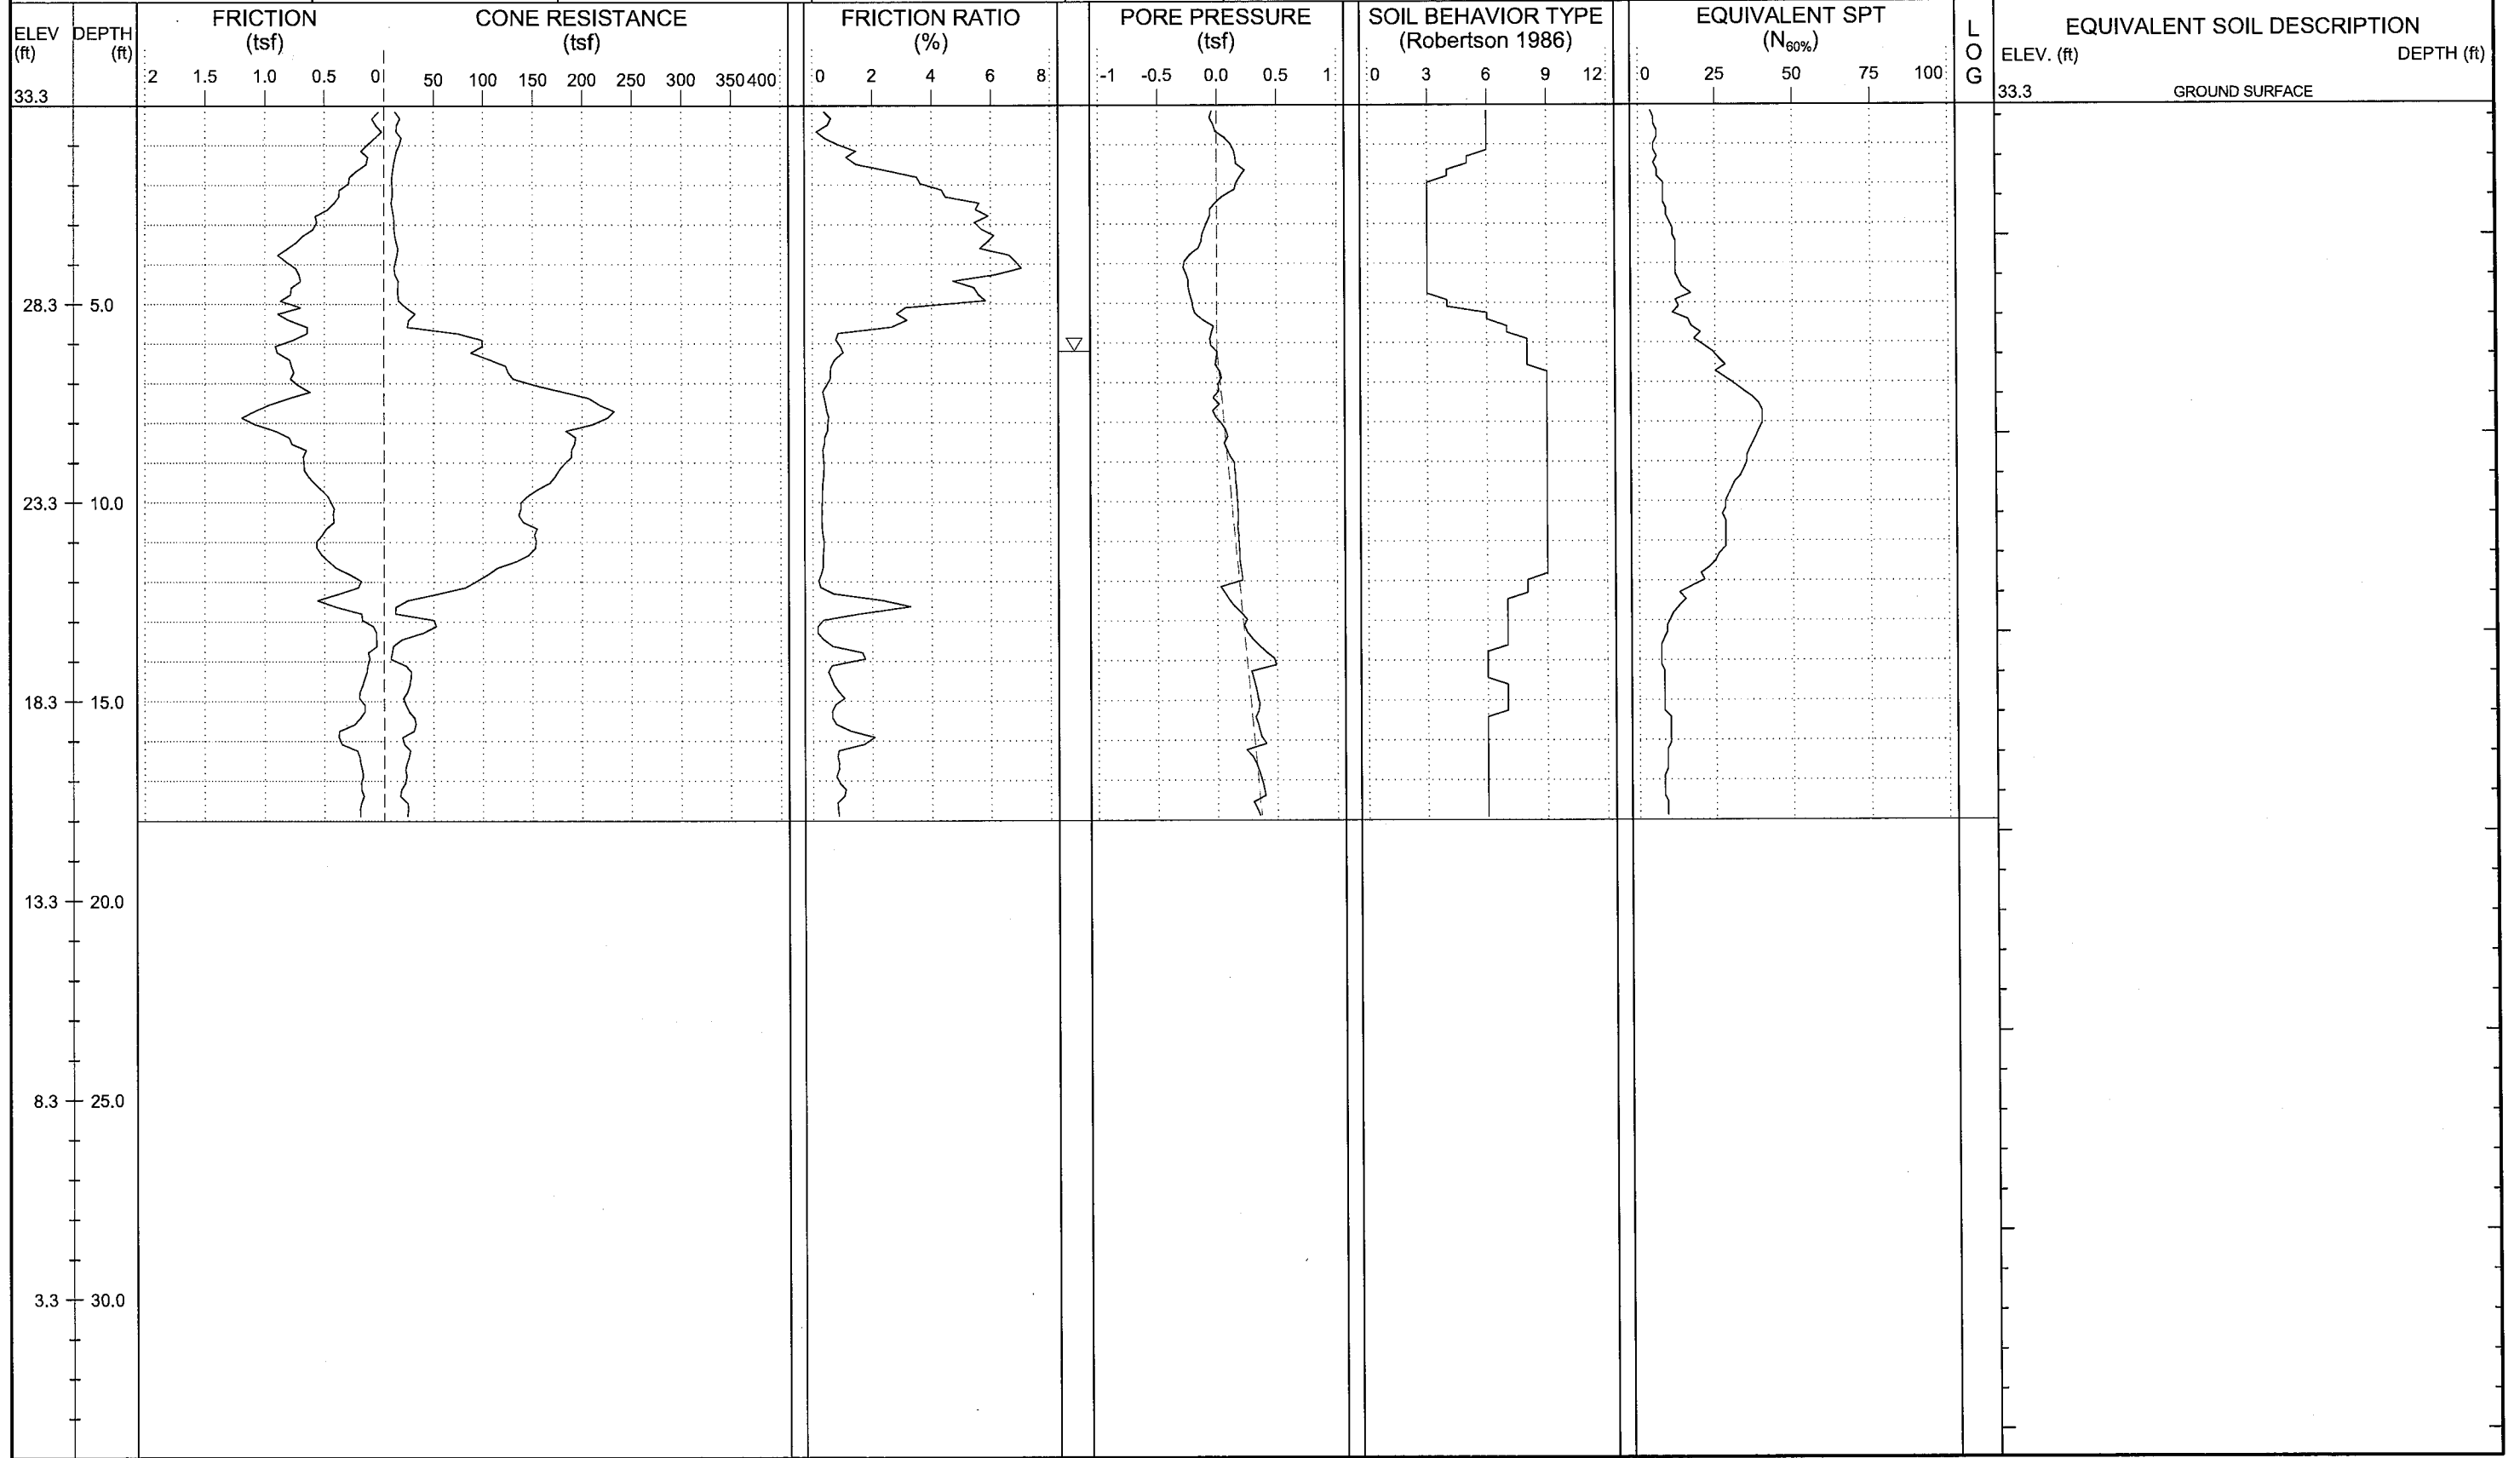 ELEV (ft)
DEPTH (ft)
FRICTION (tsf)
CONE RESISTANCE (tsf)
FRICTION RATIO (%)
PORE PRESSURE (tsf)
SOIL BEHAVIOR TYPE (Robertson 1986)
EQUIVALENT SPT (N60%)
LOG
EQUIVALENT SOIL DESCRIPTION
ELEV. (ft) DEPTH (ft)
2 1.5 1.0 0.5 0 50 100 150 200 250 300 350 400
0 2 4 6 8
-1 -0.5 0.0 0.5 1
0 3 6 9 12
0 25 50 75 100
33.3
33.3 GROUND SURFACE
28.3 5.0
23.3 10.0
18.3 15.0
13.3 20.0
8.3 25.0
3.3 30.0